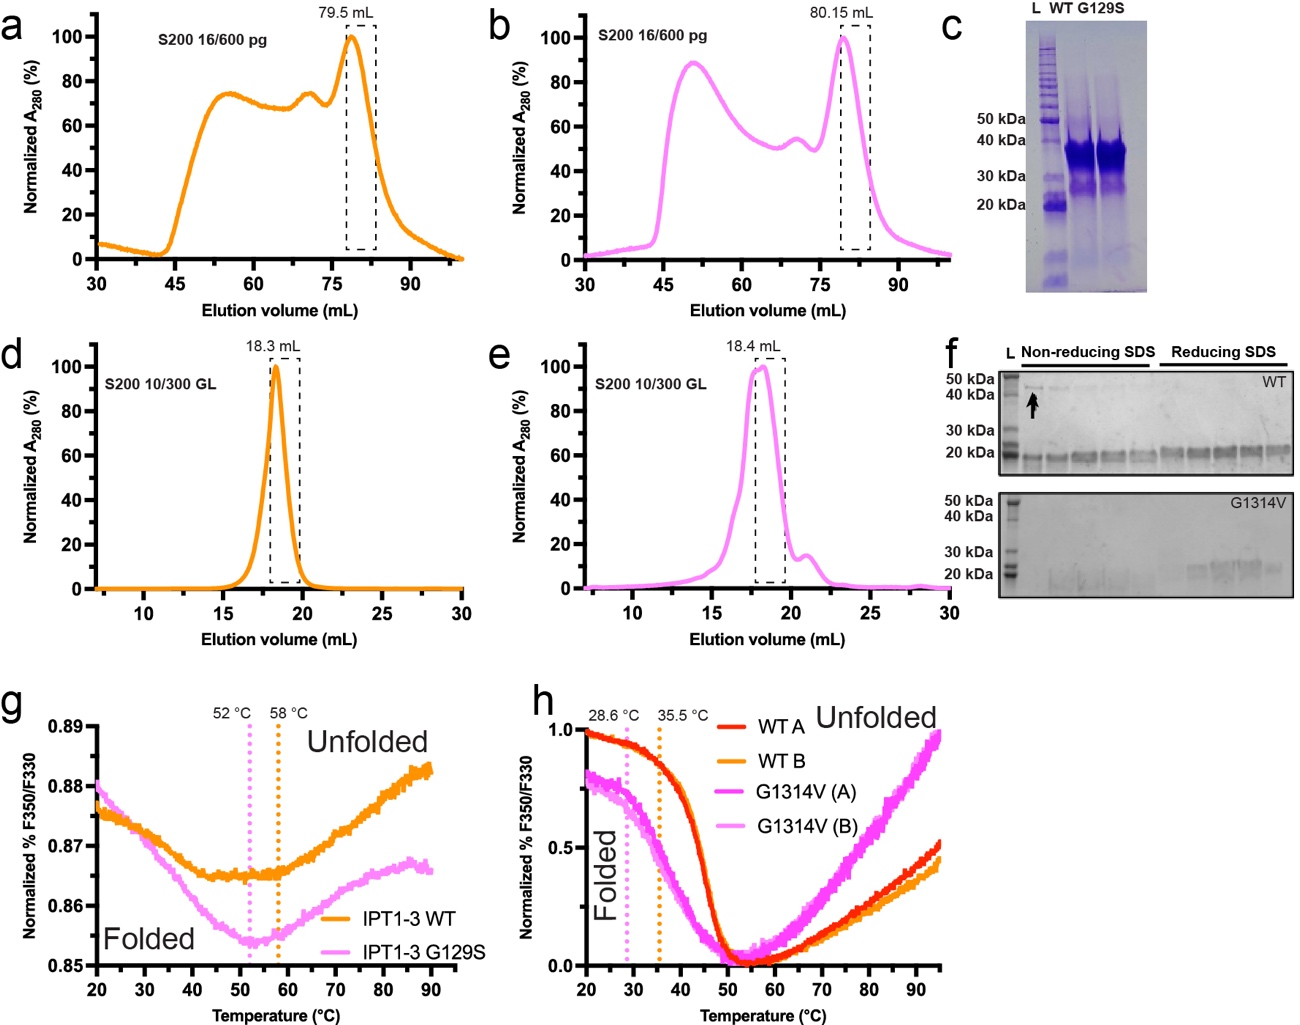 a
79.5 mL
S200 16/600 pg
Normalized A280 (%)
100
80
60
40
20
0
30 45 60 75 90
Elution volume (mL)
b
80.15 mL
S200 16/600 pg
Normalized A280 (%)
100
80
60
40
20
0
30 45 60 75 90
Elution volume (mL)
c
L WT G129S
50 kDa
40 kDa
30 kDa
20 kDa
d
18.3 mL
S200 10/300 GL
Normalized A280 (%)
100
80
60
40
20
0
10 15 20 25 30
Elution volume (mL)
e
18.4 mL
S200 10/300 GL
Normalized A280 (%)
100
80
60
40
20
0
10 15 20 25 30
Elution volume (mL)
f
L Non-reducing SDS Reducing SDS
WT
50 kDa
40 kDa
30 kDa
20 kDa
G1314V
50 kDa
40 kDa
30 kDa
20 kDa
g
52 °C 58 °C
Unfolded
Folded
Normalized % F350/F330
0.89
0.88
0.87
0.86
0.85
IPT1-3 WT
IPT1-3 G129S
20 30 40 50 60 70 80 90
Temperature (°C)
h
28.6 °C 35.5 °C
Unfolded
Folded
WT A
WT B
G1314V (A)
G1314V (B)
Normalized % F350/F330
1.0
0.5
0.0
20 30 40 50 60 70 80 90
Temperature (°C)